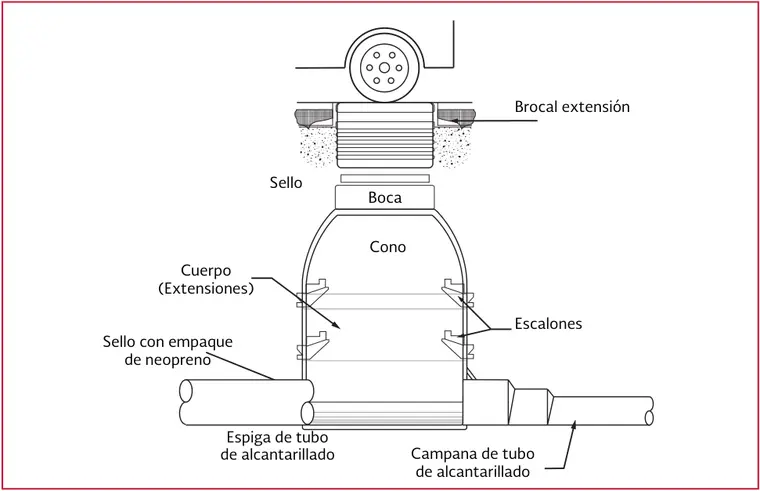 Brocal extensión
Sello
Boca
Cono
Cuerpo
(Extensiones)
Escalones
Sello con empaque
de neopreno
Espiga de tubo
de alcantarillado
Campana de tubo
de alcantarillado